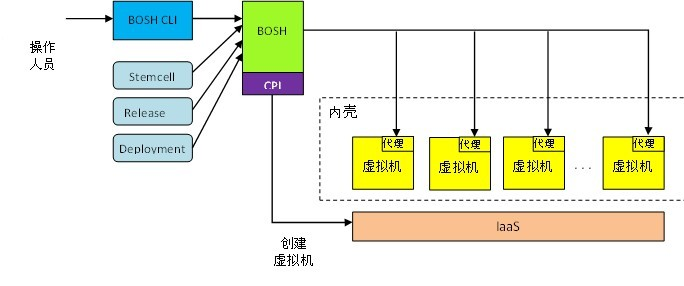 BOSH CLI
BOSH
操作
人员
Stemcell
CPI
Release
内壳
Deployment
代理
代理
代理
代理
虚拟机
虚拟机
虚拟机
...
虚拟机
IaaS
创建
虚拟机